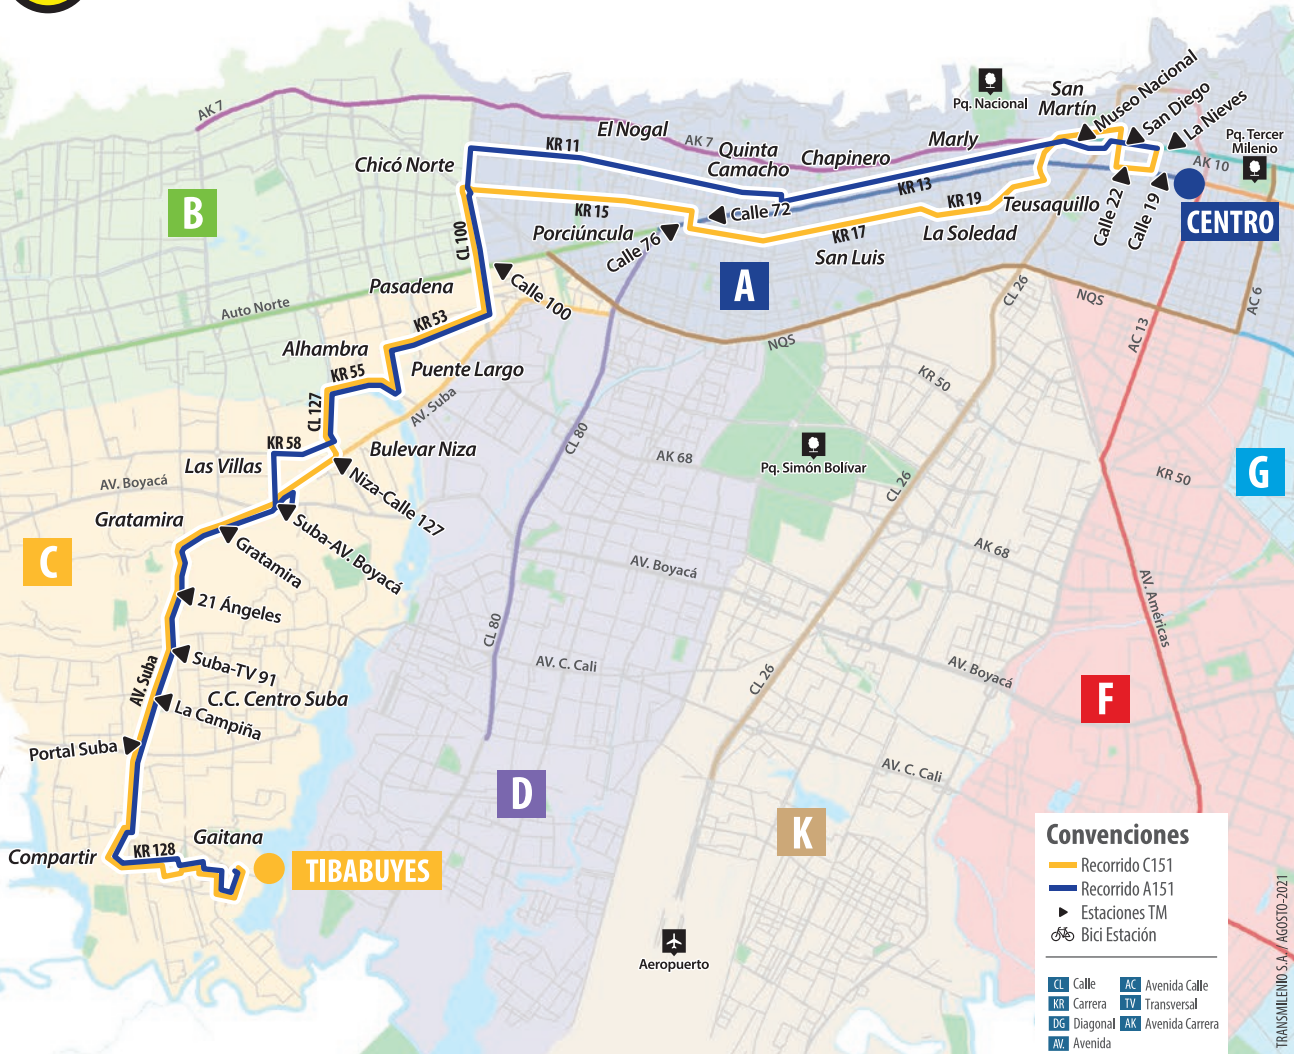 AK 7
El Nogal
AK 7
Quinta
Camacho
Chapinero
Marly
Pq. Nacional
San
Martín
Museo Nacional
San Diego
La Nieves
Pq. Tercer
Milenio
AK 10
Chicó Norte
KR 11
KR 13
Calle 72
KR 15
Porciúncula
Calle 76
KR 17
San Luis
KR 19
La Soledad
Teusaquillo
Calle 22
Calle 19
CENTRO
B
A
CL 100
Pasadena
Calle 100
Auto Norte
KR 53
Alhambra
KR 55
Puente Largo
CL 127
AV. Suba
NQS
CL 26
NQS
AC 13
AC 6
KR 50
KR 58
Las Villas
Bulevar Niza
Niza-Calle 127
AV. Boyacá
Gratamira
Suba-AV. Boyacá
Gratamira
CL 80
AK 68
Pq. Simón Bolívar
CL 26
KR 50
G
C
21 Ángeles
Suba-TV 91
AV. Suba
C.C. Centro Suba
La Campiña
Portal Suba
AV. Boyacá
AK 68
AV. Américas
CL 80
AV. C. Cali
CL 26
AV. Boyacá
F
D
AV. C. Cali
K
Compartir
KR 128
Gaitana
TIBABUYES
Aeropuerto
Convenciones
Recorrido C151
Recorrido A151
Estaciones TM
Bici Estación
CL Calle
AC Avenida Calle
KR Carrera
TV Transversal
DG Diagonal
AK Avenida Carrera
AV. Avenida
TRANSMILENIO S.A. / AGOSTO-2021